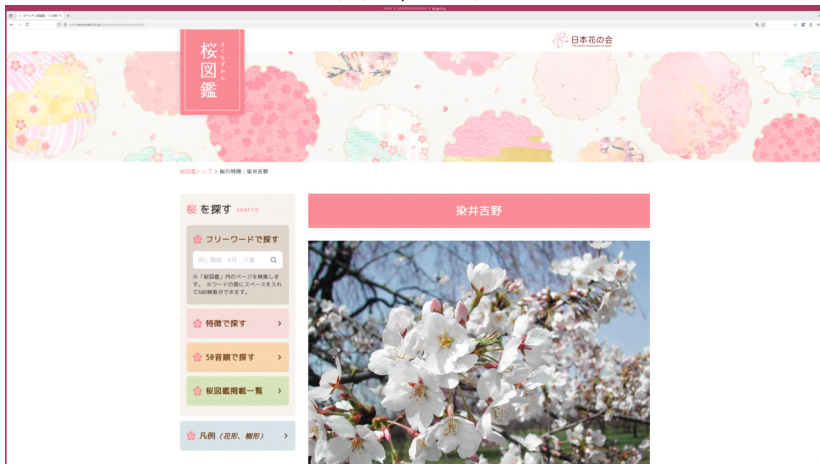 桜図鑑
さくらずかん
日本花の会
桜図鑑トップ > 桜の特徴：染井吉野
桜 を探す search
フリーワードで探す
例) 関朝 4月 八重
※「桜図鑑」内のページを検索しま
す。 ※ワードの間にスペースを入れ
てAND検索ができます。
特徴で探す
50音順で探す
桜図鑑掲載一覧
凡例 (花形、樹形)
染井吉野